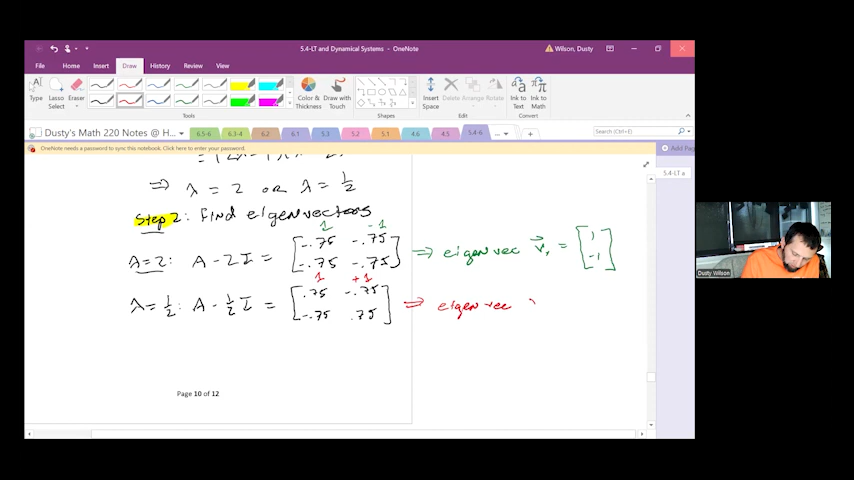 5.4-LT and Dynamical Systems - OneNote
Wilson, Dusty
File Home Insert Draw History Review View
Type
Lasso Select
Eraser
Tools
Color & Thickness
Draw with Touch
Shapes
Insert Space
Delete
Arrange
Rotate
Edit
Ink to Text
Ink to Math
Convert
Dusty's Math 220 Notes @ H...
6.5-6 6.3-4 6.2 6.1 5.3 5.2 5.1 4.6 4.5 5.4-6
Search (Ctrl+E)
OneNote needs a password to sync this notebook. Click here to enter your password.
Add Pag
5.4-LT a
⇒ λ = 2 OR λ = 1/2
Step 2: Find eigenvectors
1 -1
λ=2: A - 2I = [-.75 -.75; -.75 -.75] ⇒ eigenvec v⃗₁ = [1; -1]
1 +1
λ=1/2: A - 1/2 I = [.75 -.75; -.75 .75] ⇒ eigenvec
Page 10 of 12
Dusty Wilson